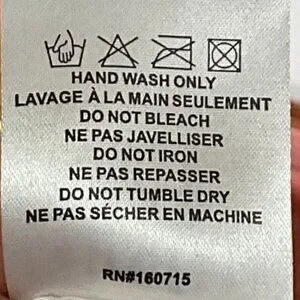 HAND WASH ONLY
LAVAGE À LA MAIN SEULEMENT
DO NOT BLEACH
NE PAS JAVELLISER
DO NOT IRON
NE PAS REPASSER
DO NOT TUMBLE DRY
NE PAS SÉCHER EN MACHINE
RN#160715